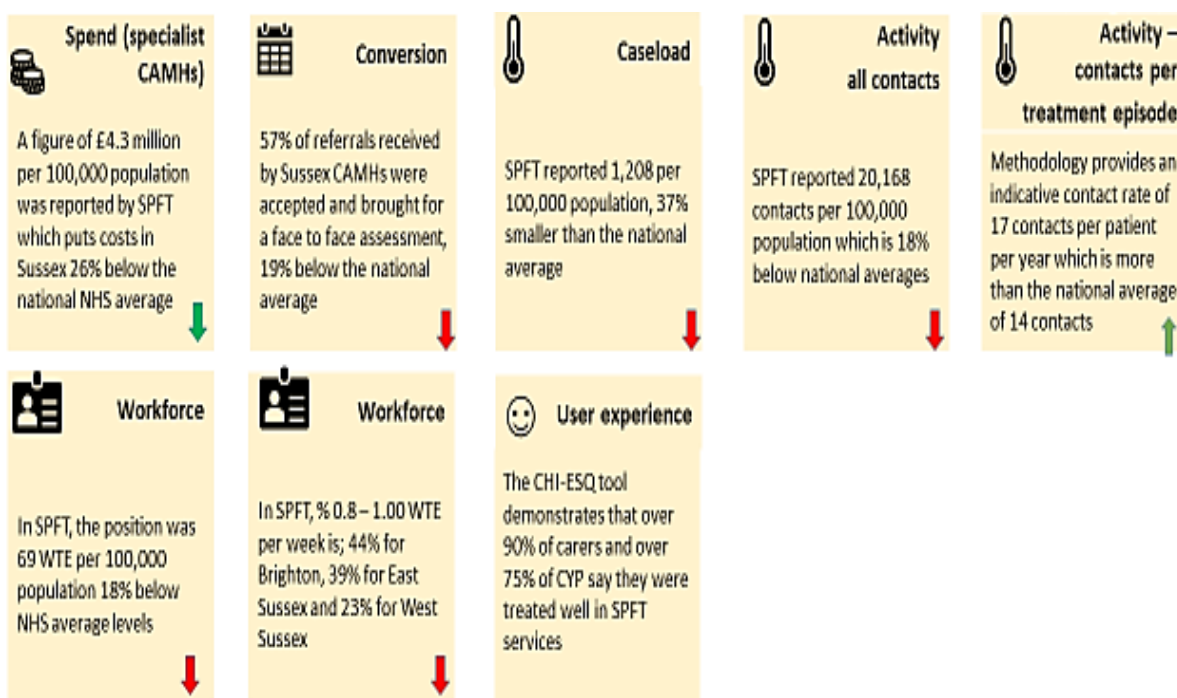 Spend (specialist
CAMHs)
A figure of £4.3 million
per 100,000 population
was reported by SPFT
which puts costs in
Sussex 26% below the
national NHS average
Conversion
57% of referrals received
by Sussex CAMHs were
accepted and brought for
a face to face assessment,
19% below the national
average
Caseload
SPFT reported 1,208 per
100,000 population, 37%
smaller than the national
average
Activity
all contacts
SPFT reported 20,168
contacts per 100,000
population which is 18%
below national averages
Activity –
contacts per
treatment episode
Methodology provides an
indicative contact rate of
17 contacts per patient
per year which is more
than the national average
of 14 contacts
Workforce
In SPFT, the position was
69 WTE per 100,000
population 18% below
NHS average levels
Workforce
In SPFT, % 0.8 – 1.00 WTE
per week is; 44% for
Brighton, 39% for East
Sussex and 23% for West
Sussex
User experience
The CHI-ESQ tool
demonstrates that over
90% of carers and over
75% of CYP say they were
treated well in SPFT
services